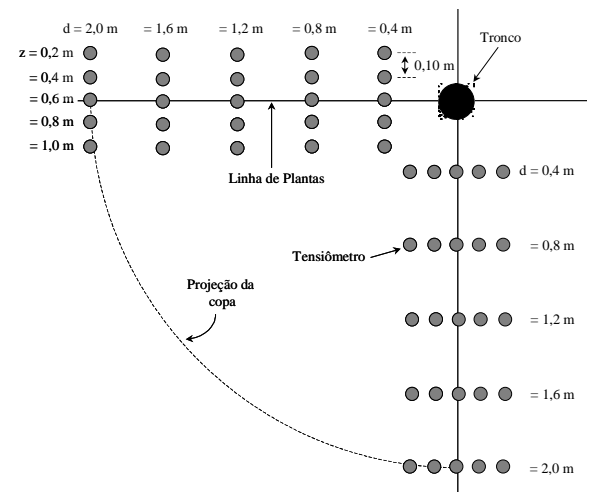 d = 2,0 m = 1,6 m = 1,2 m = 0,8 m = 0,4 m
Tronco
z = 0,2 m
0,10 m
= 0,4 m
= 0,6 m
= 0,8 m
= 1,0 m
Linha de Plantas
d = 0,4 m
Tensiômetro
= 0,8 m
Projeção da
copa
= 1,2 m
= 1,6 m
= 2,0 m